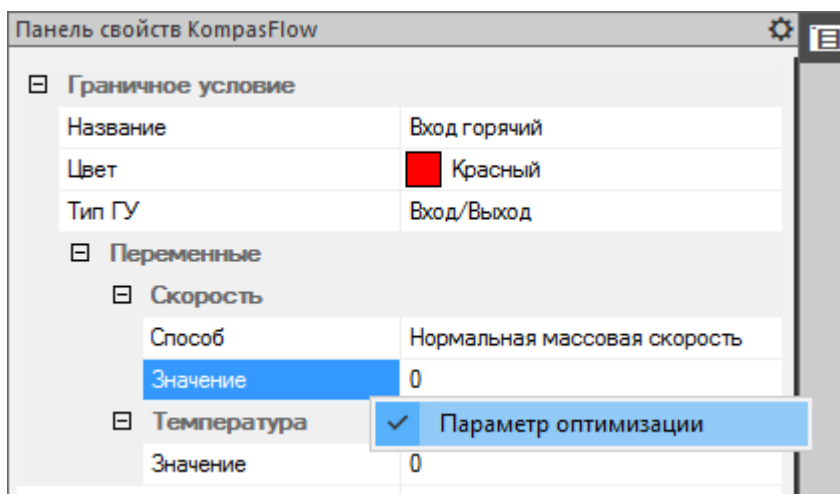 Панель свойств KompasFlow
Граничное условие
Название Вход горячий
Цвет Красный
Тип ГУ Вход/Выход
Переменные
Скорость
Способ Нормальная массовая скорость
Значение 0
Температура Параметр оптимизации
Значение 0